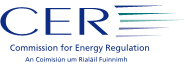 CER
Commission for Energy Regulation
An Coimisiún um Rialáil Fuinnimh